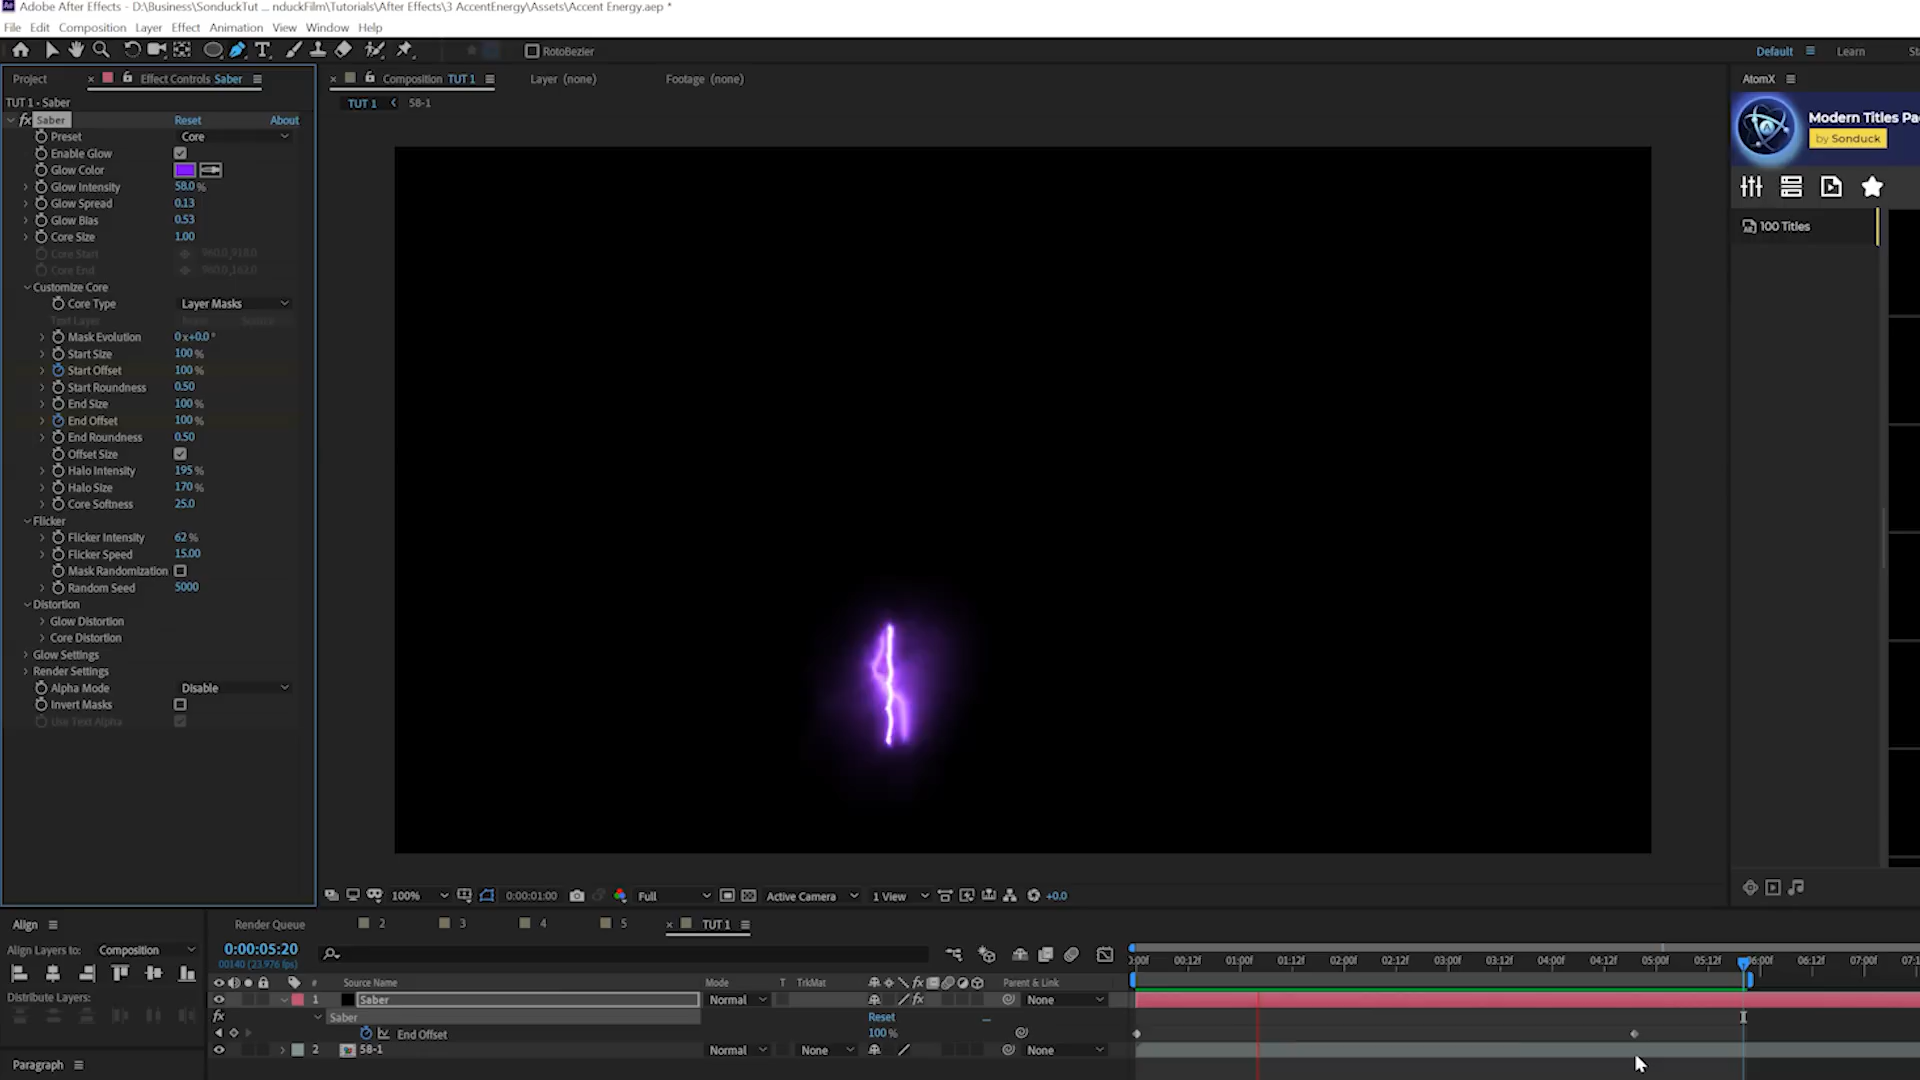 Adobe After Effects - D:\Business\SonduckTut ... nduckFilm\Tutorials\After Effects\3 AccentEnergy\Assets\Accent Energy.aep *
File Edit Composition Layer Effect Animation View Window Help
RotoBezier
Default
Learn
Project
Effect Controls Saber
Composition TUT 1
Layer (none)
Footage (none)
AtomX
TUT 1 - Saber
TUT 1
58-1
fx Saber Reset About
Preset Core
Enable Glow
Glow Color
Glow Intensity 58.0 %
Glow Spread 0.13
Glow Bias 0.53
Core Size 1.00
Core Start 960.0,918.0
Core End 960.0,162.0
Customize Core
Core Type Layer Masks
Text Layer
Mask Evolution 0x+0.0°
Start Size 100 %
Start Offset 100 %
Start Roundness 0.50
End Size 100 %
End Offset 100 %
End Roundness 0.50
Offset Size
Halo Intensity 195 %
Halo Size 170 %
Core Softness 25.0
Flicker
Flicker Intensity 62 %
Flicker Speed 15.00
Mask Randomization
Random Seed 5000
Distortion
Glow Distortion
Core Distortion
Glow Settings
Render Settings
Alpha Mode Disable
Invert Masks
Use Text Alpha
Modern Titles Pa
by Sonduck
100 Titles
100%
0:00:01:00
Full
Active Camera
1 View
+0.0
Align
Align Layers to: Composition
Distribute Layers:
Paragraph
Render Queue
2
3
4
5
TUT 1
0:00:05:20
00140 (23.976 fps)
:00f 00:12f 01:00f 01:12f 02:00f 02:12f 03:00f 03:12f 04:00f 04:12f 05:00f 05:12f 06:00f 06:12f 07:00f 07:1
# Source Name Mode T TrkMat fx Parent & Link
1 Saber Normal fx None
fx Saber Reset
End Offset 100 %
2 58-1 Normal None None